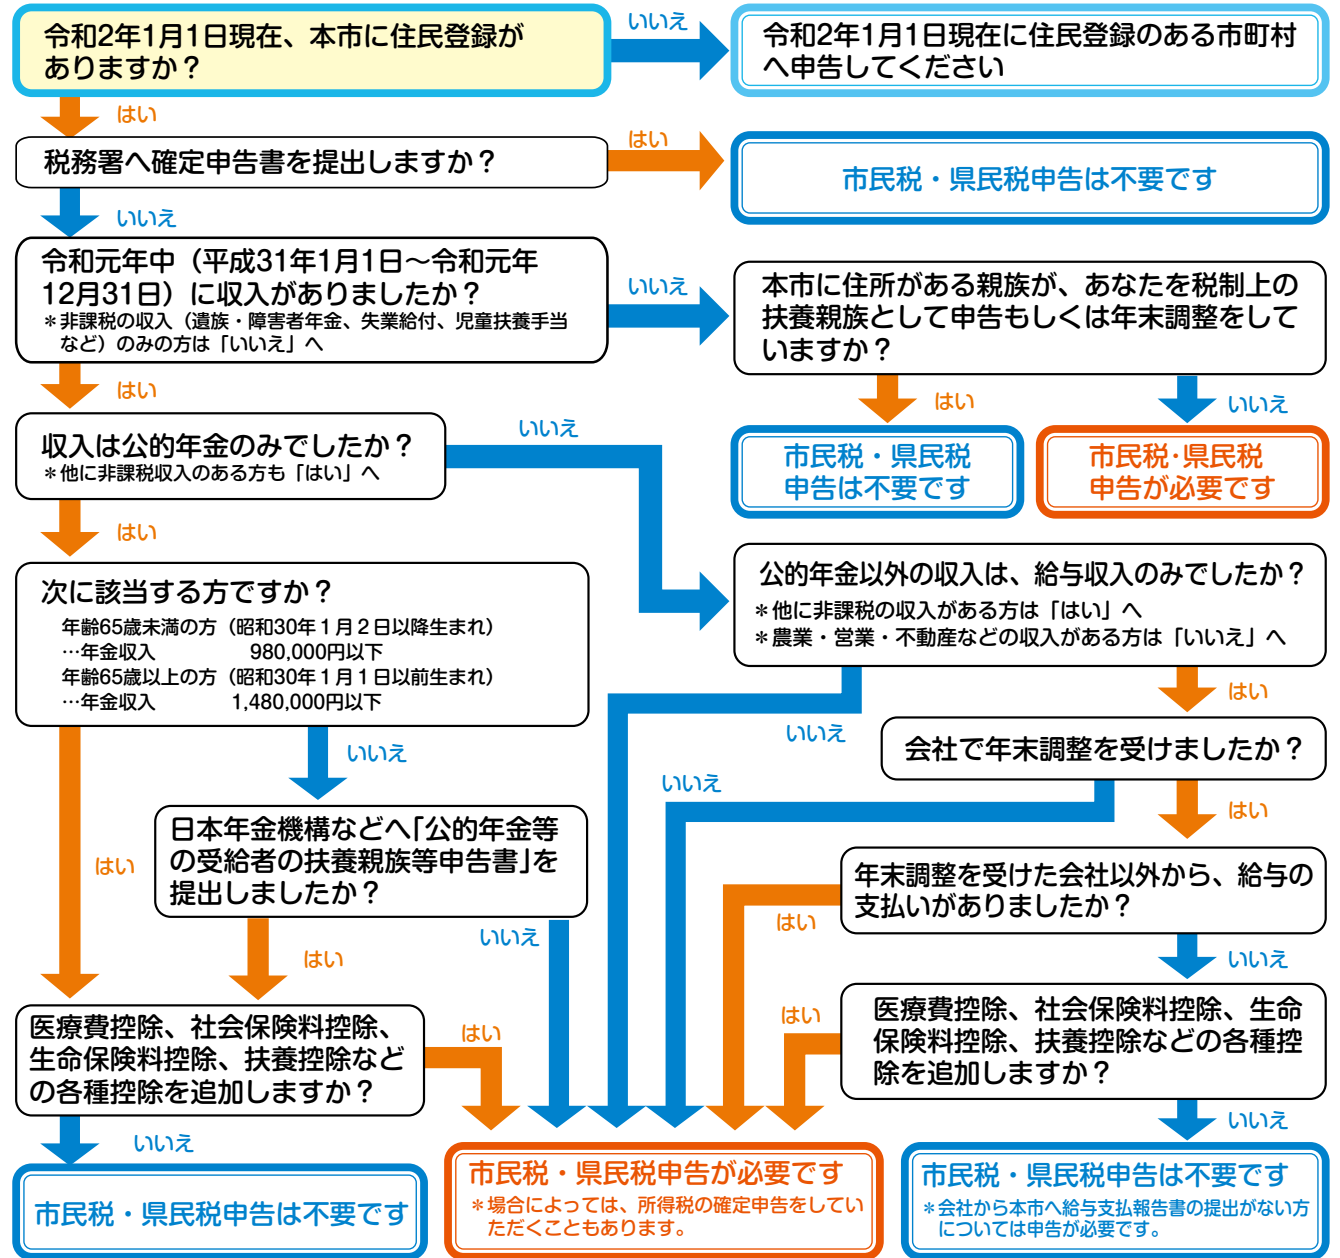 令和2年1月1日現在、本市に住民登録が
ありますか？
いいえ
令和2年1月1日現在に住民登録のある市町村
へ申告してください
はい
税務署へ確定申告書を提出しますか？
はい
市民税・県民税申告は不要です
いいえ
令和元年中（平成31年1月1日～令和元年
12月31日）に収入がありましたか？
＊非課税の収入（遺族・障害者年金、失業給付、児童扶養手当
など）のみの方は「いいえ」へ
いいえ
本市に住所がある親族が、あなたを税制上の
扶養親族として申告もしくは年末調整をして
いますか？
はい
はい
いいえ
収入は公的年金のみでしたか？
＊他に非課税収入のある方も「はい」へ
いいえ
市民税・県民税
申告は不要です
市民税・県民税
申告が必要です
はい
次に該当する方ですか？
年齢65歳未満の方（昭和30年１月２日以降生まれ）
…年金収入 980,000円以下
年齢65歳以上の方（昭和30年１月１日以前生まれ）
…年金収入 1,480,000円以下
公的年金以外の収入は、給与収入のみでしたか？
＊他に非課税の収入がある方は「はい」へ
＊農業・営業・不動産などの収入がある方は「いいえ」へ
はい
いいえ
いいえ
会社で年末調整を受けましたか？
いいえ
はい
はい
日本年金機構などへ「公的年金等
の受給者の扶養親族等申告書」を
提出しましたか？
年末調整を受けた会社以外から、給与の
支払いがありましたか？
はい
いいえ
はい
いいえ
医療費控除、社会保険料控除、
生命保険料控除、扶養控除など
の各種控除を追加しますか？
はい
はい
医療費控除、社会保険料控除、生命
保険料控除、扶養控除などの各種控
除を追加しますか？
いいえ
いいえ
市民税・県民税申告は不要です
市民税・県民税申告が必要です
＊場合によっては、所得税の確定申告をしてい
ただくこともあります。
市民税・県民税申告は不要です
＊会社から本市へ給与支払報告書の提出がない方
については申告が必要です。